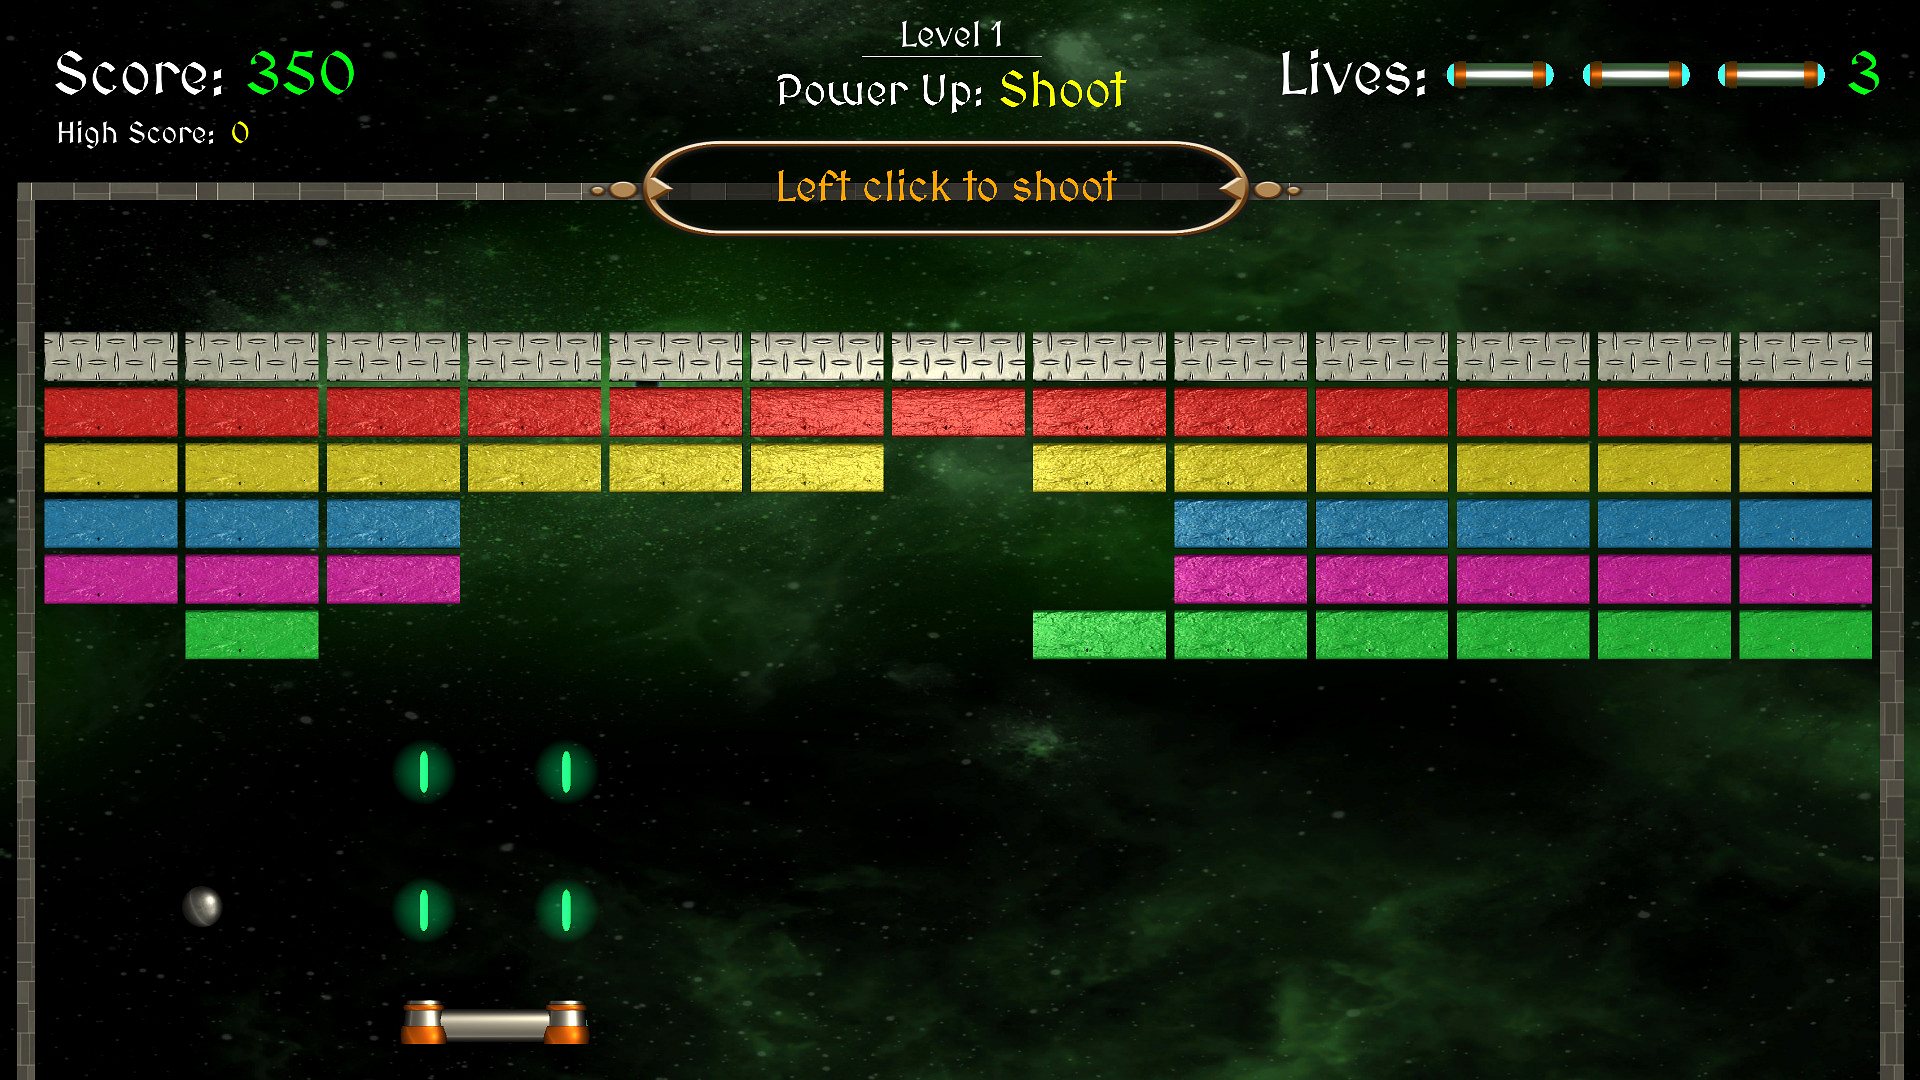 Level 1
Score: 350
Power Up: Shoot
Lives: 3
High Score: 0
Left click to shoot